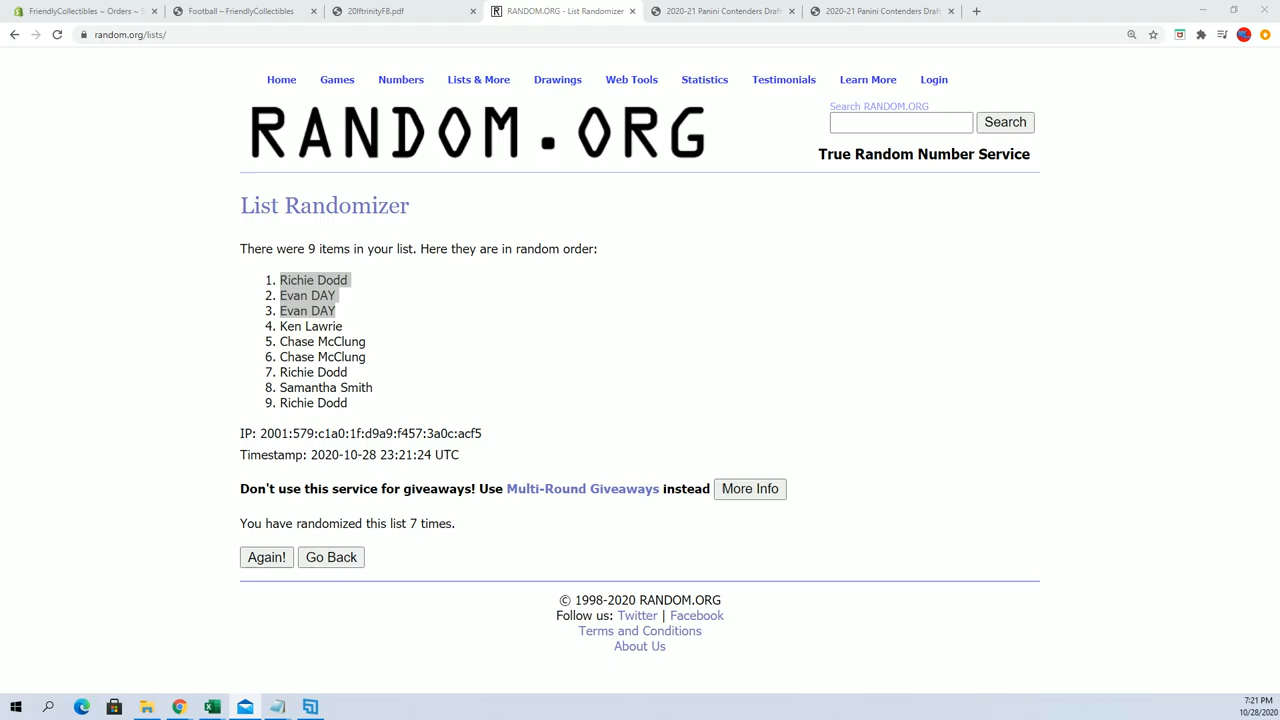 FriendlyCollectibles ~ Orders ~ S
Football – FriendlyCollectibles
20IftrinityFB.pdf
RANDOM.ORG - List Randomizer
2020-21 Panini Contenders Draft
2020-21 Panini Contenders Draft
random.org/lists/
Home Games Numbers Lists & More Drawings Web Tools Statistics Testimonials Learn More Login
RANDOM.ORG
Search RANDOM.ORG
Search
True Random Number Service
List Randomizer
There were 9 items in your list. Here they are in random order:
1. Richie Dodd
2. Evan DAY
3. Evan DAY
4. Ken Lawrie
5. Chase McClung
6. Chase McClung
7. Richie Dodd
8. Samantha Smith
9. Richie Dodd
IP: 2001:579:c1a0:1f:d9a9:f457:3a0c:acf5
Timestamp: 2020-10-28 23:21:24 UTC
Don't use this service for giveaways! Use Multi-Round Giveaways instead More Info
You have randomized this list 7 times.
Again! Go Back
© 1998-2020 RANDOM.ORG
Follow us: Twitter | Facebook
Terms and Conditions
About Us
7:21 PM
10/28/2020